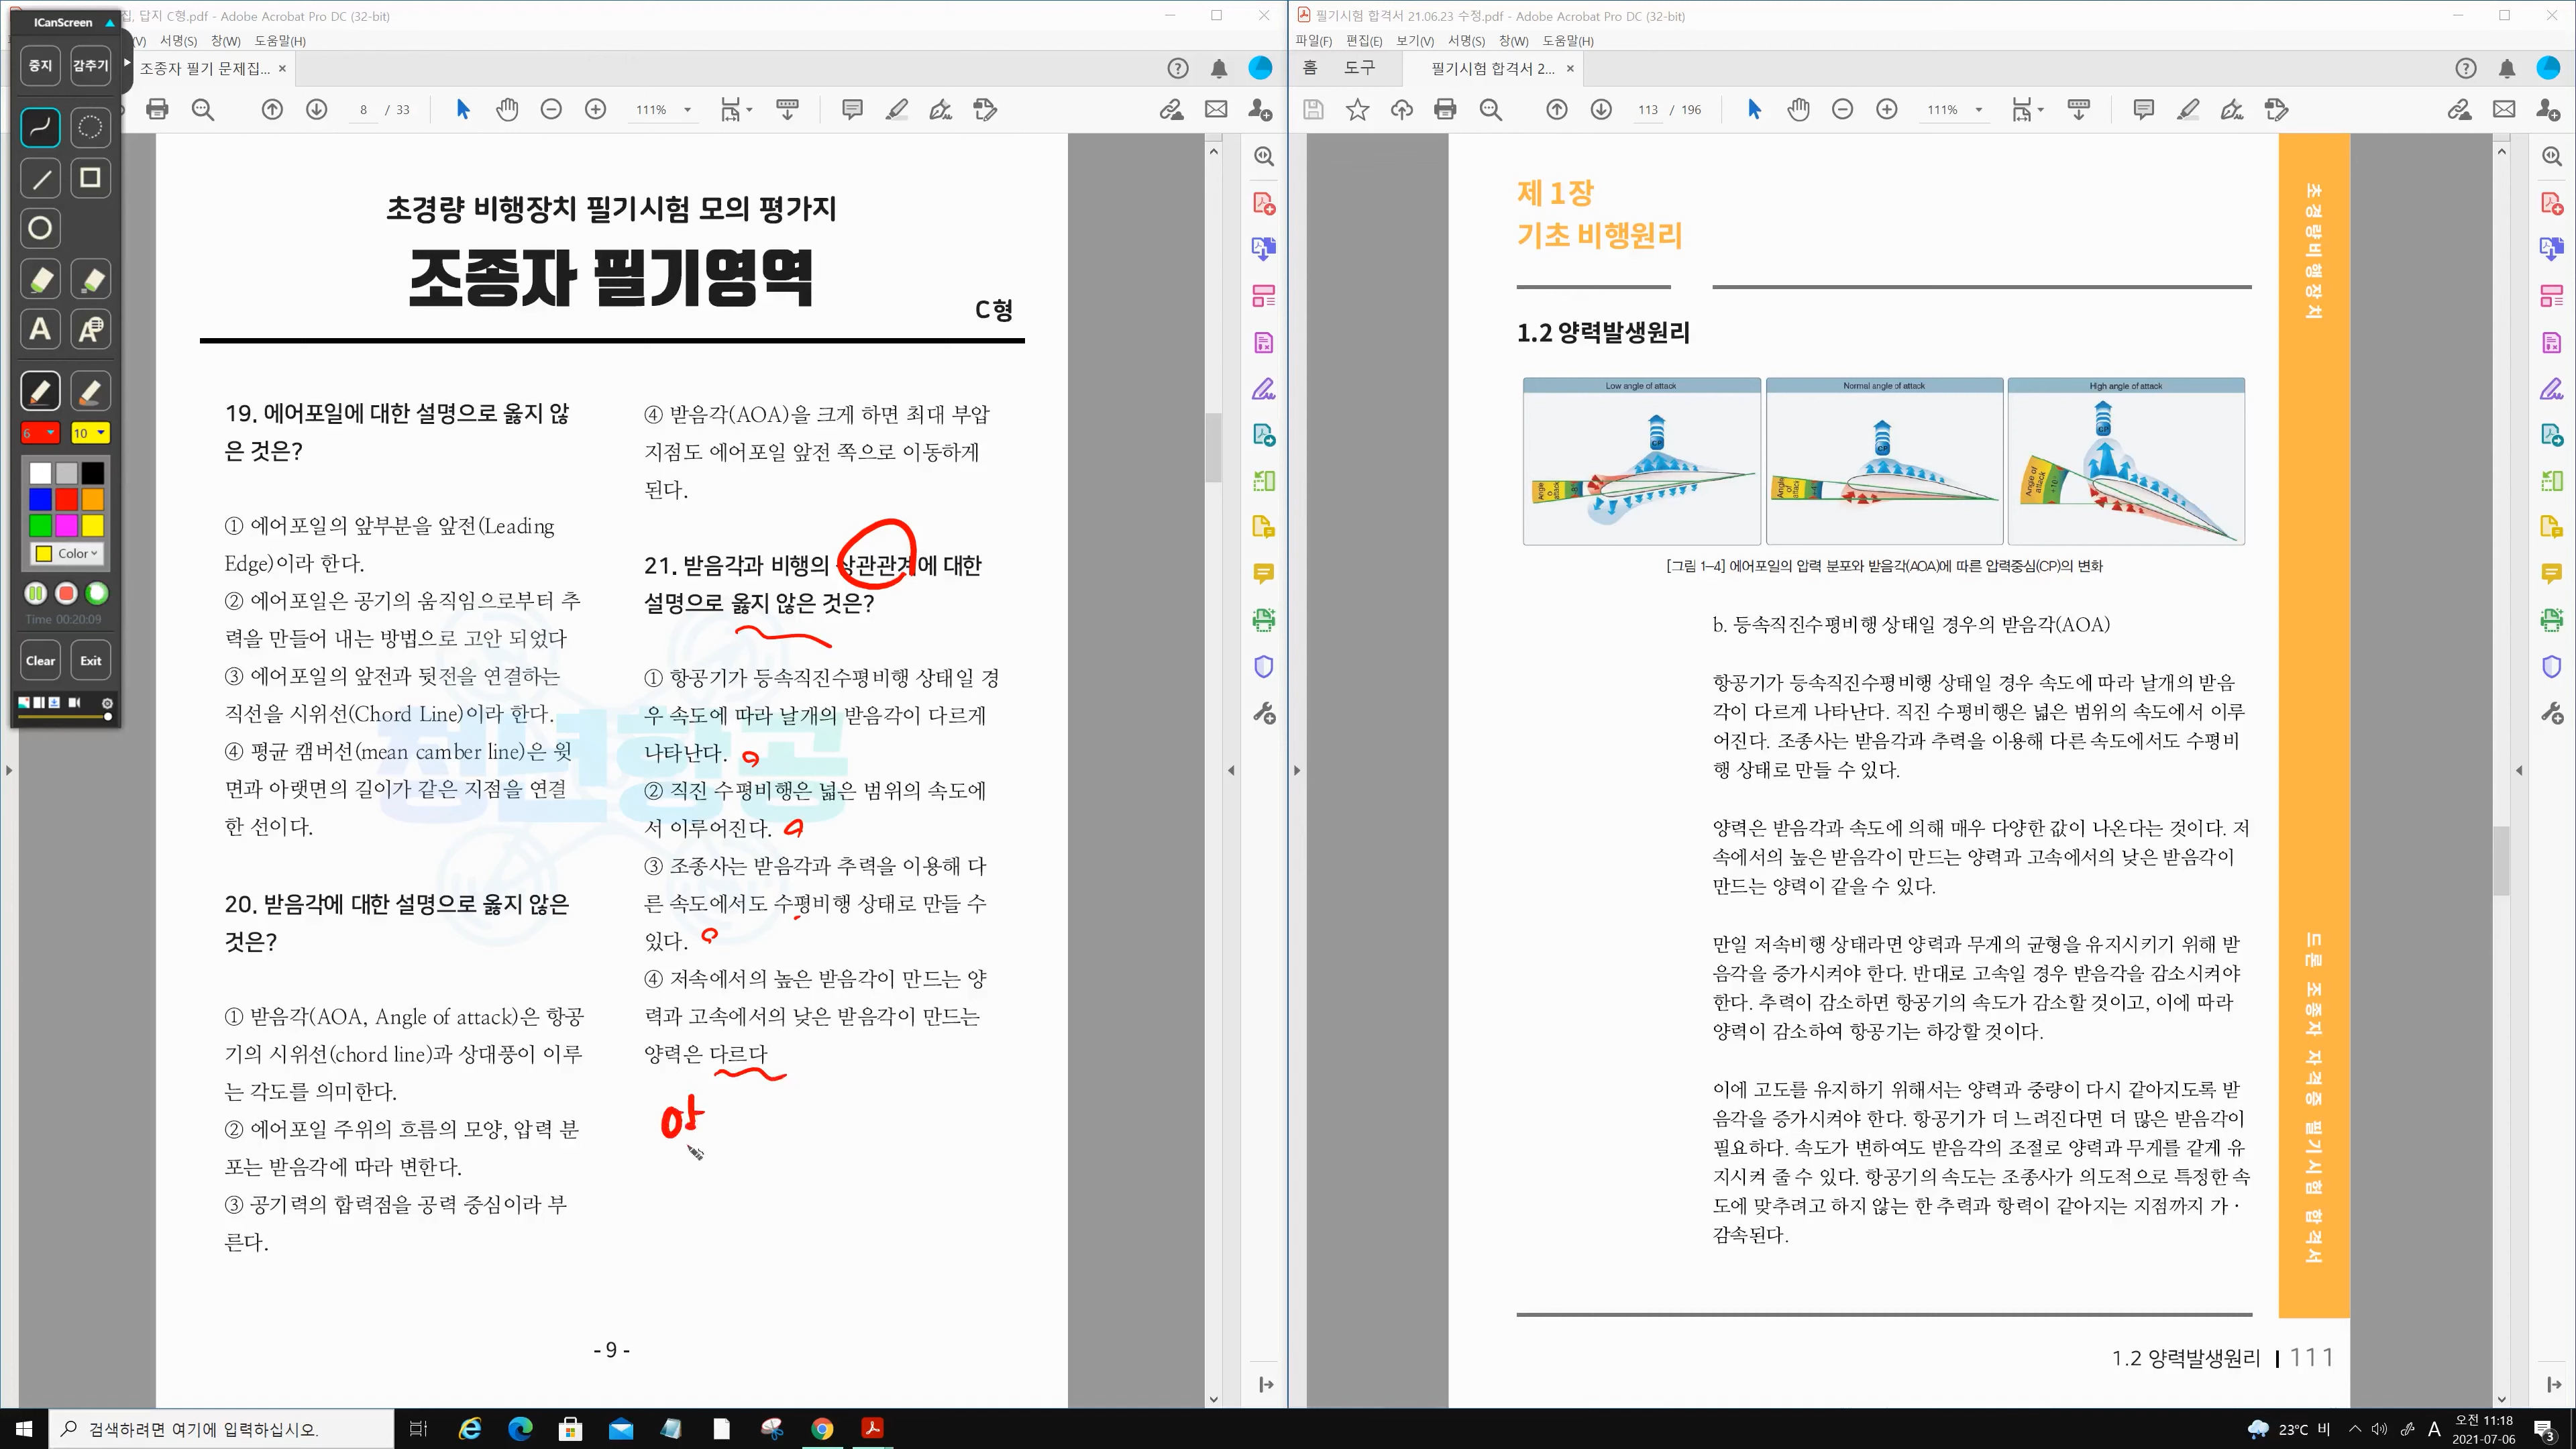 ICanScreen
중지 감추기
6 10
Color
Time 00:20:09
Clear Exit
집, 답지 C형.pdf - Adobe Acrobat Pro DC (32-bit)
(V) 서명(S) 창(W) 도움말(H)
조종자 필기 문제집... ×
8 / 33 111%
초경량 비행장치 필기시험 모의 평가지
조종자 필기영역
C형
19. 에어포일에 대한 설명으로 옳지 않
은 것은?
① 에어포일의 앞부분을 앞전(Leading
Edge)이라 한다.
② 에어포일은 공기의 움직임으로부터 추
력을 만들어 내는 방법으로 고안 되었다
③ 에어포일의 앞전과 뒷전을 연결하는
직선을 시위선(Chord Line)이라 한다.
④ 평균 캠버선(mean camber line)은 윗
면과 아랫면의 길이가 같은 지점을 연결
한 선이다.
20. 받음각에 대한 설명으로 옳지 않은
것은?
① 받음각(AOA, Angle of attack)은 항공
기의 시위선(chord line)과 상대풍이 이루
는 각도를 의미한다.
② 에어포일 주위의 흐름의 모양, 압력 분
포는 받음각에 따라 변한다.
③ 공기력의 합력점을 공력 중심이라 부
른다.
④ 받음각(AOA)을 크게 하면 최대 부압
지점도 에어포일 앞전 쪽으로 이동하게
된다.
21. 받음각과 비행의 상관관계에 대한
설명으로 옳지 않은 것은?
① 항공기가 등속직진수평비행 상태일 경
우 속도에 따라 날개의 받음각이 다르게
나타난다.
② 직진 수평비행은 넓은 범위의 속도에
서 이루어진다.
③ 조종사는 받음각과 추력을 이용해 다
른 속도에서도 수평비행 상태로 만들 수
있다.
④ 저속에서의 높은 받음각이 만드는 양
력과 고속에서의 낮은 받음각이 만드는
양력은 다르다
청년항공
- 9 -
필기시험 합격서 21.06.23 수정.pdf - Adobe Acrobat Pro DC (32-bit)
파일(F) 편집(E) 보기(V) 서명(S) 창(W) 도움말(H)
홈 도구 필기시험 합격서 2... ×
113 / 196 111%
제 1장
기초 비행원리
1.2 양력발생원리
Low angle of attack Normal angle of attack High angle of attack
CP CP CP
Angle of attack
Angle of attack
Angle of attack
[그림 1-4] 에어포일의 압력 분포와 받음각(AOA)에 따른 압력중심(CP)의 변화
b. 등속직진수평비행 상태일 경우의 받음각(AOA)
항공기가 등속직진수평비행 상태일 경우 속도에 따라 날개의 받음
각이 다르게 나타난다. 직진 수평비행은 넓은 범위의 속도에서 이루
어진다. 조종사는 받음각과 추력을 이용해 다른 속도에서도 수평비
행 상태로 만들 수 있다.
양력은 받음각과 속도에 의해 매우 다양한 값이 나온다는 것이다. 저
속에서의 높은 받음각이 만드는 양력과 고속에서의 낮은 받음각이
만드는 양력이 같을 수 있다.
만일 저속비행 상태라면 양력과 무게의 균형을 유지시키기 위해 받
음각을 증가시켜야 한다. 반대로 고속일 경우 받음각을 감소시켜야
한다. 추력이 감소하면 항공기의 속도가 감소할 것이고, 이에 따라
양력이 감소하여 항공기는 하강할 것이다.
이에 고도를 유지하기 위해서는 양력과 중량이 다시 같아지도록 받
음각을 증가시켜야 한다. 항공기가 더 느려진다면 더 많은 받음각이
필요하다. 속도가 변하여도 받음각의 조절로 양력과 무게를 같게 유
지시켜 줄 수 있다. 항공기의 속도는 조종사가 의도적으로 특정한 속
도에 맞추려고 하지 않는 한 추력과 항력이 같아지는 지점까지 가·
감속된다.
초경량비행장치
드론 조종자 자격증 필기시험 합격서
1.2 양력발생원리 111
검색하려면 여기에 입력하십시오.
23°C 비 A
오전 11:18
2021-07-06
3